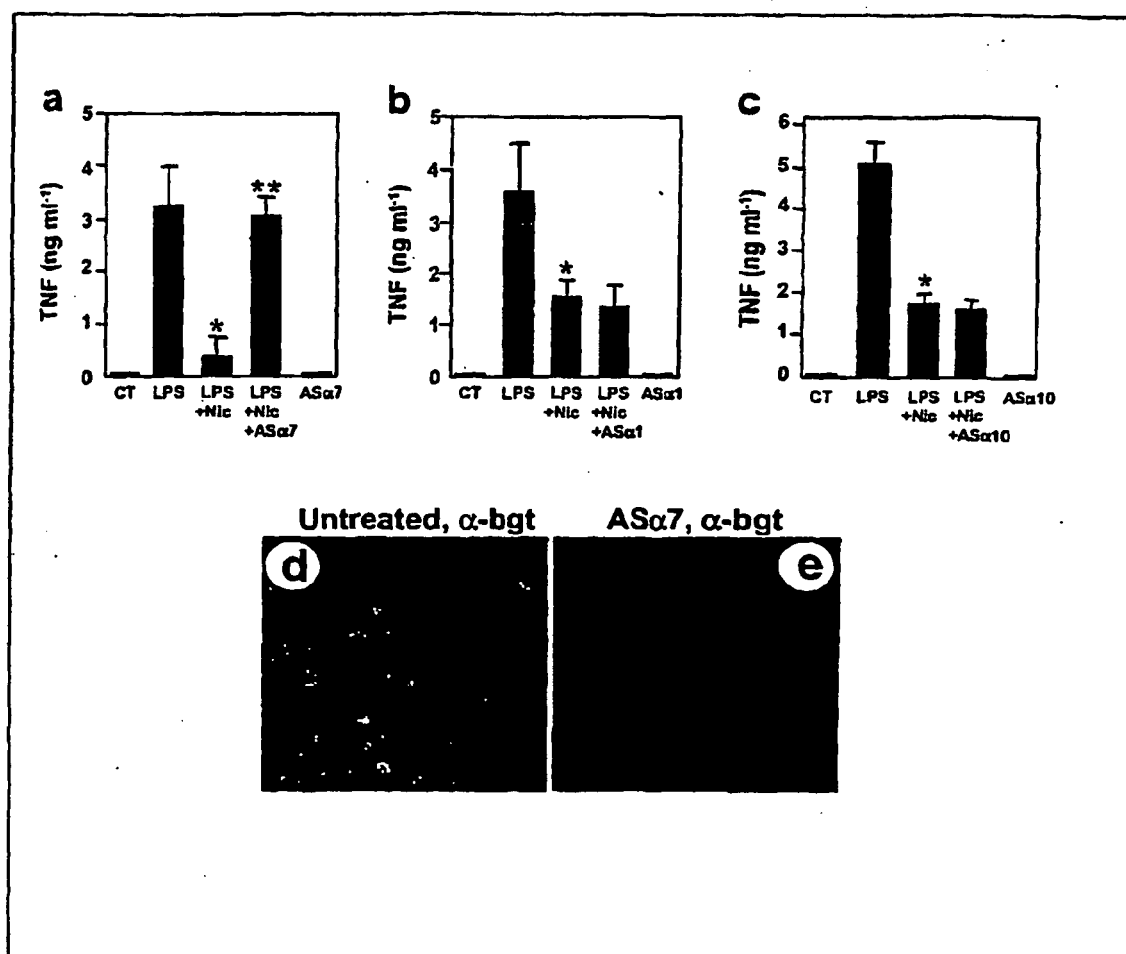 a
5
4
3
2
1
0
TNF (ng ml-1)
*
**
CT
LPS
LPS +Nic
LPS +Nic +ASα7
ASα7
b
5
4
3
2
1
0
TNF (ng ml-1)
*
CT
LPS
LPS +Nic
LPS +Nic +ASα1
ASα1
c
6
5
4
3
2
1
0
TNF (ng ml-1)
*
CT
LPS
LPS +Nic
LPS +Nic +ASα10
ASα10
Untreated, α-bgt
ASα7, α-bgt
d
e